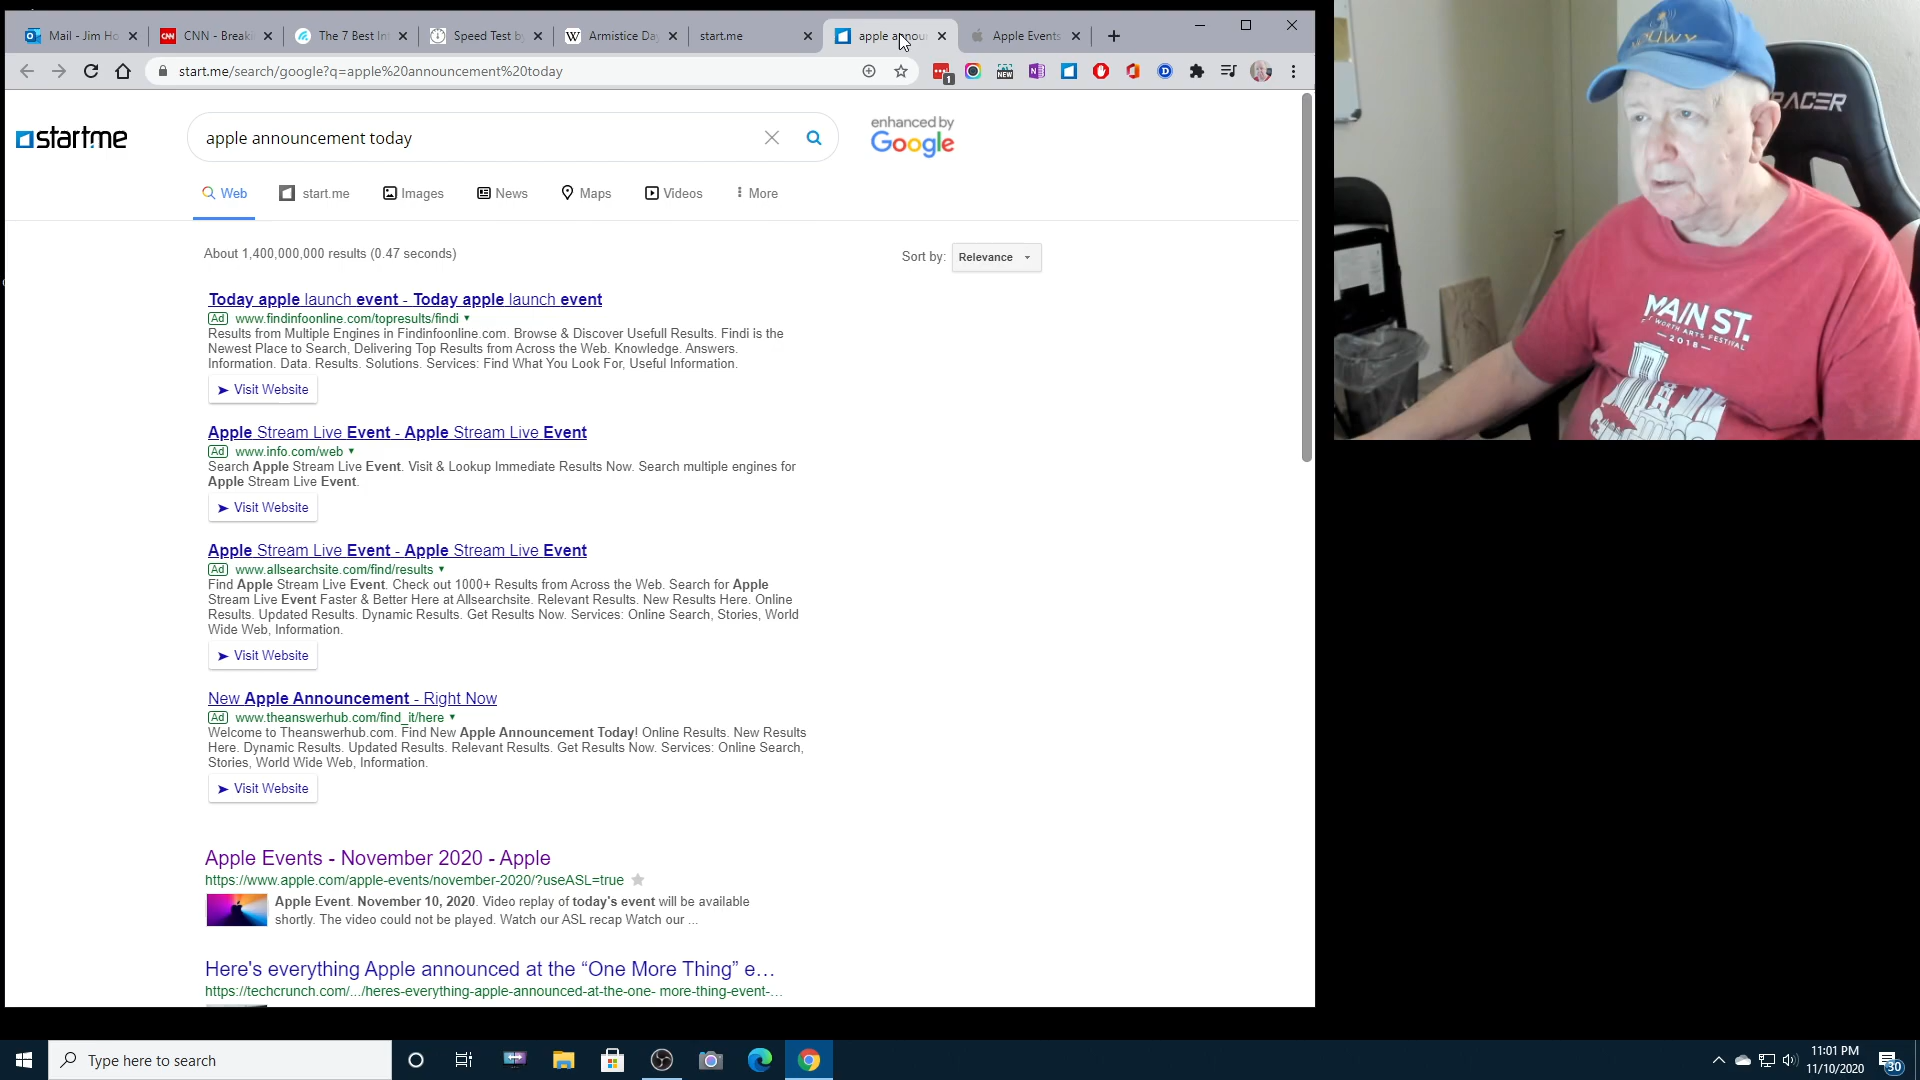 Mail - Jim Ho
CNN - Breaki
The 7 Best In
Speed Test by
Armistice Da
start.me
apple annou
Apple Events
start.me/search/google?q=apple%20announcement%20today
1
NEW
start.me
apple announcement today
enhanced by
Google
Web
start.me
Images
News
Maps
Videos
More
About 1,400,000,000 results (0.47 seconds)
Sort by:
Relevance
Today apple launch event - Today apple launch event
Ad www.findinfoonline.com/topresults/findi
Results from Multiple Engines in Findinfoonline.com. Browse & Discover Usefull Results. Findi is the
Newest Place to Search, Delivering Top Results from Across the Web. Knowledge. Answers.
Information. Data. Results. Solutions. Services: Find What You Look For, Useful Information.
Visit Website
Apple Stream Live Event - Apple Stream Live Event
Ad www.info.com/web
Search Apple Stream Live Event. Visit & Lookup Immediate Results Now. Search multiple engines for
Apple Stream Live Event.
Visit Website
Apple Stream Live Event - Apple Stream Live Event
Ad www.allsearchsite.com/find/results
Find Apple Stream Live Event. Check out 1000+ Results from Across the Web. Search for Apple
Stream Live Event Faster & Better Here at Allsearchsite. Relevant Results. New Results Here. Online
Results. Updated Results. Dynamic Results. Get Results Now. Services: Online Search, Stories, World
Wide Web, Information.
Visit Website
New Apple Announcement - Right Now
Ad www.theanswerhub.com/find_it/here
Welcome to Theanswerhub.com. Find New Apple Announcement Today! Online Results. New Results
Here. Dynamic Results. Updated Results. Relevant Results. Get Results Now. Services: Online Search,
Stories, World Wide Web, Information.
Visit Website
Apple Events - November 2020 - Apple
https://www.apple.com/apple-events/november-2020/?useASL=true
Apple Event. November 10, 2020. Video replay of today's event will be available
shortly. The video could not be played. Watch our ASL recap Watch our ...
Here's everything Apple announced at the “One More Thing” e…
https://techcrunch.com/.../heres-everything-apple-announced-at-the-one- more-thing-event-...
RACER
MAIN ST.
WORTH ARTS FESTIVAL
-2018-
Type here to search
11:01 PM
11/10/2020
30